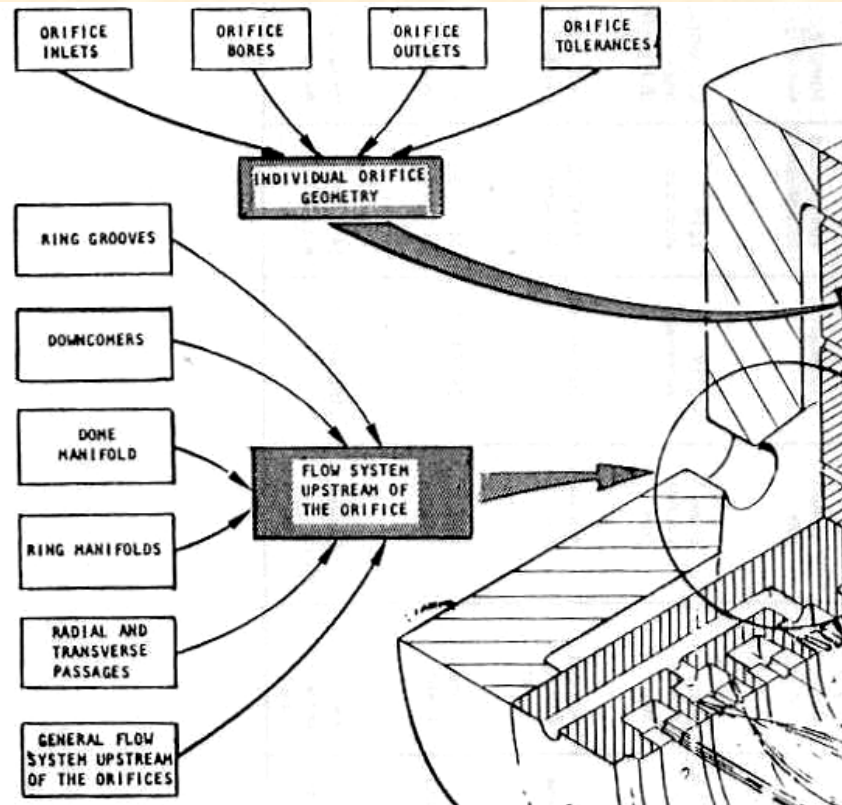 ORIFICE
INLETS
ORIFICE
BORES
ORIFICE
OUTLETS
ORIFICE
TOLERANCES
INDIVIDUAL ORIFICE
GEOMETRY
RING GROOVES
DOWNCOMERS
DOME
MANIFOLD
FLOW SYSTEM
UPSTREAM OF
THE ORIFICE
RING MANIFOLDS
RADIAL AND
TRANSVERSE
PASSAGES
GENERAL FLOW
SYSTEM UPSTREAM
OF THE ORIFICES